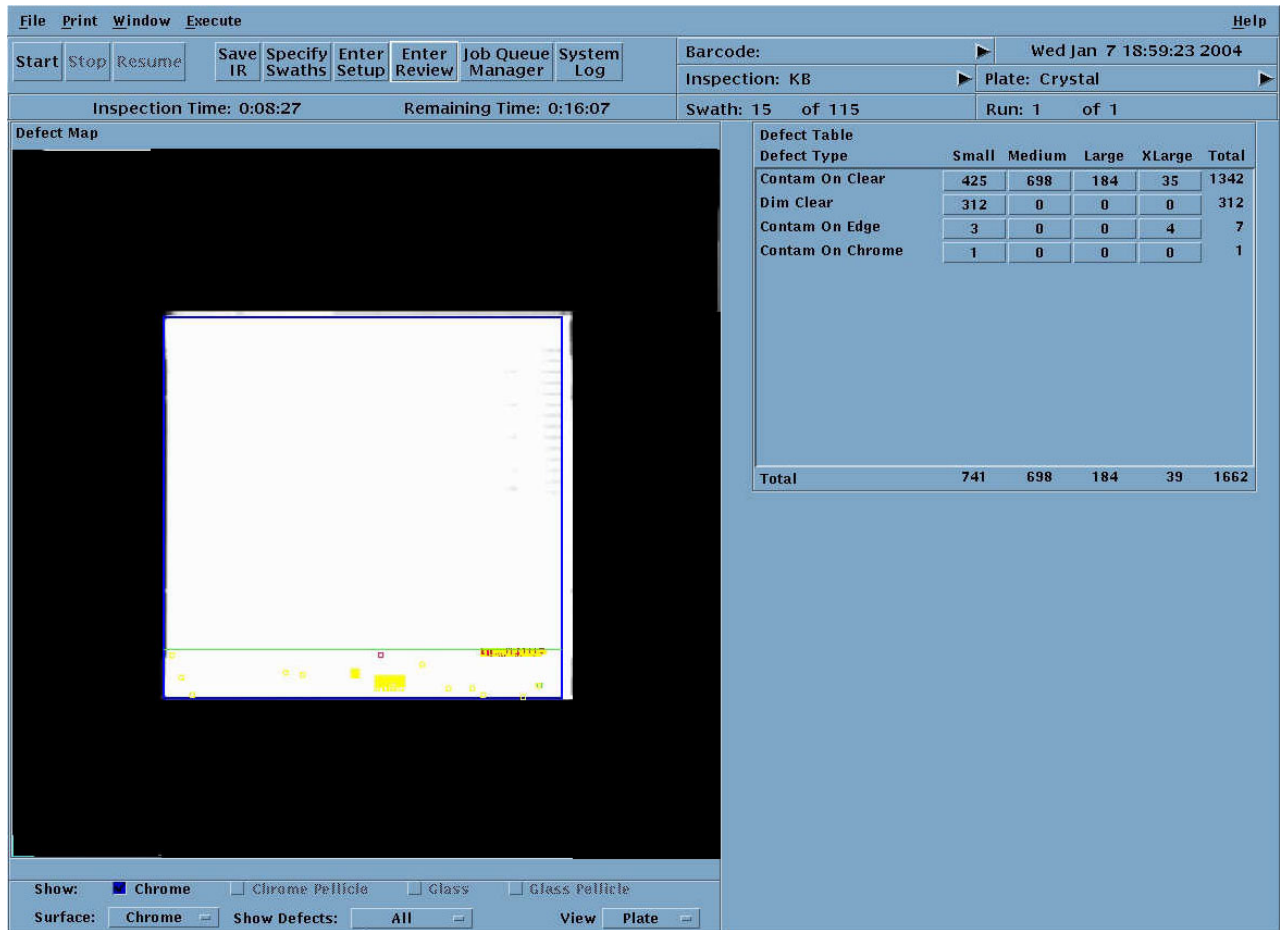 File Print Window Execute Help
Start Stop Resume Save IR Specify Swaths Enter Setup Enter Review Job Queue Manager System Log
Barcode: Wed Jan 7 18:59:23 2004
Inspection: KB Plate: Crystal
Inspection Time: 0:08:27 Remaining Time: 0:16:07 Swath: 15 of 115 Run: 1 of 1
Defect Map
Defect Table
Defect Type Small Medium Large XLarge Total
Contam On Clear 425 698 184 35 1342
Dim Clear 312 0 0 0 312
Contam On Edge 3 0 0 4 7
Contam On Chrome 1 0 0 0 1
Total 741 698 184 39 1662
Show: Chrome Chrome Pellicle Glass Glass Pellicle
Surface: Chrome Show Defects: All View Plate